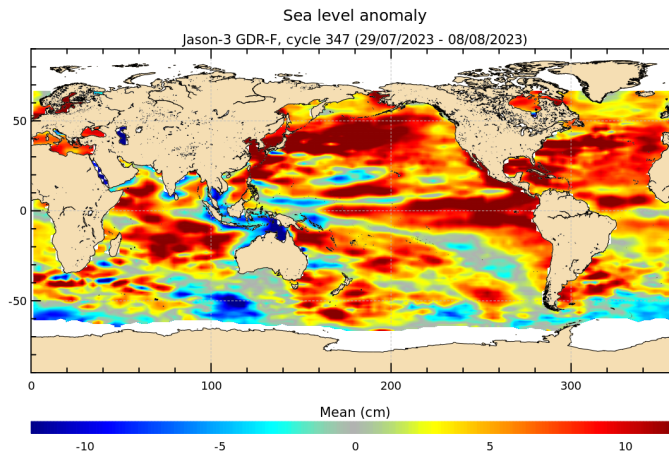 Sea level anomaly
Jason-3 GDR-F, cycle 347 (29/07/2023 - 08/08/2023)
50
0
-50
0 100 200 300
Mean (cm)
-10 -5 0 5 10